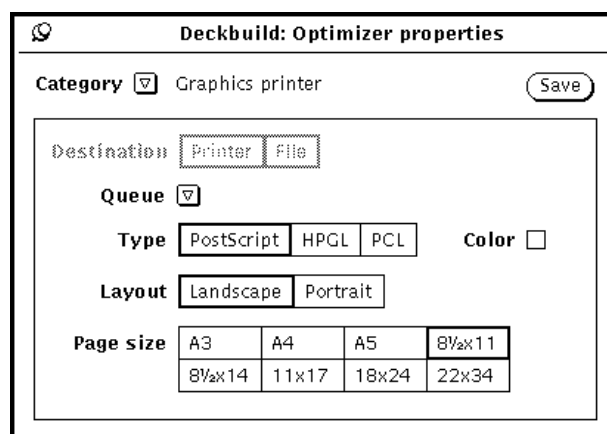 Deckbuild: Optimizer properties
Category Graphics printer Save
Destination Printer File
Queue
Type PostScript HPGL PCL Color
Layout Landscape Portrait
Page size A3 A4 A5 8½x11
8½x14 11x17 18x24 22x34